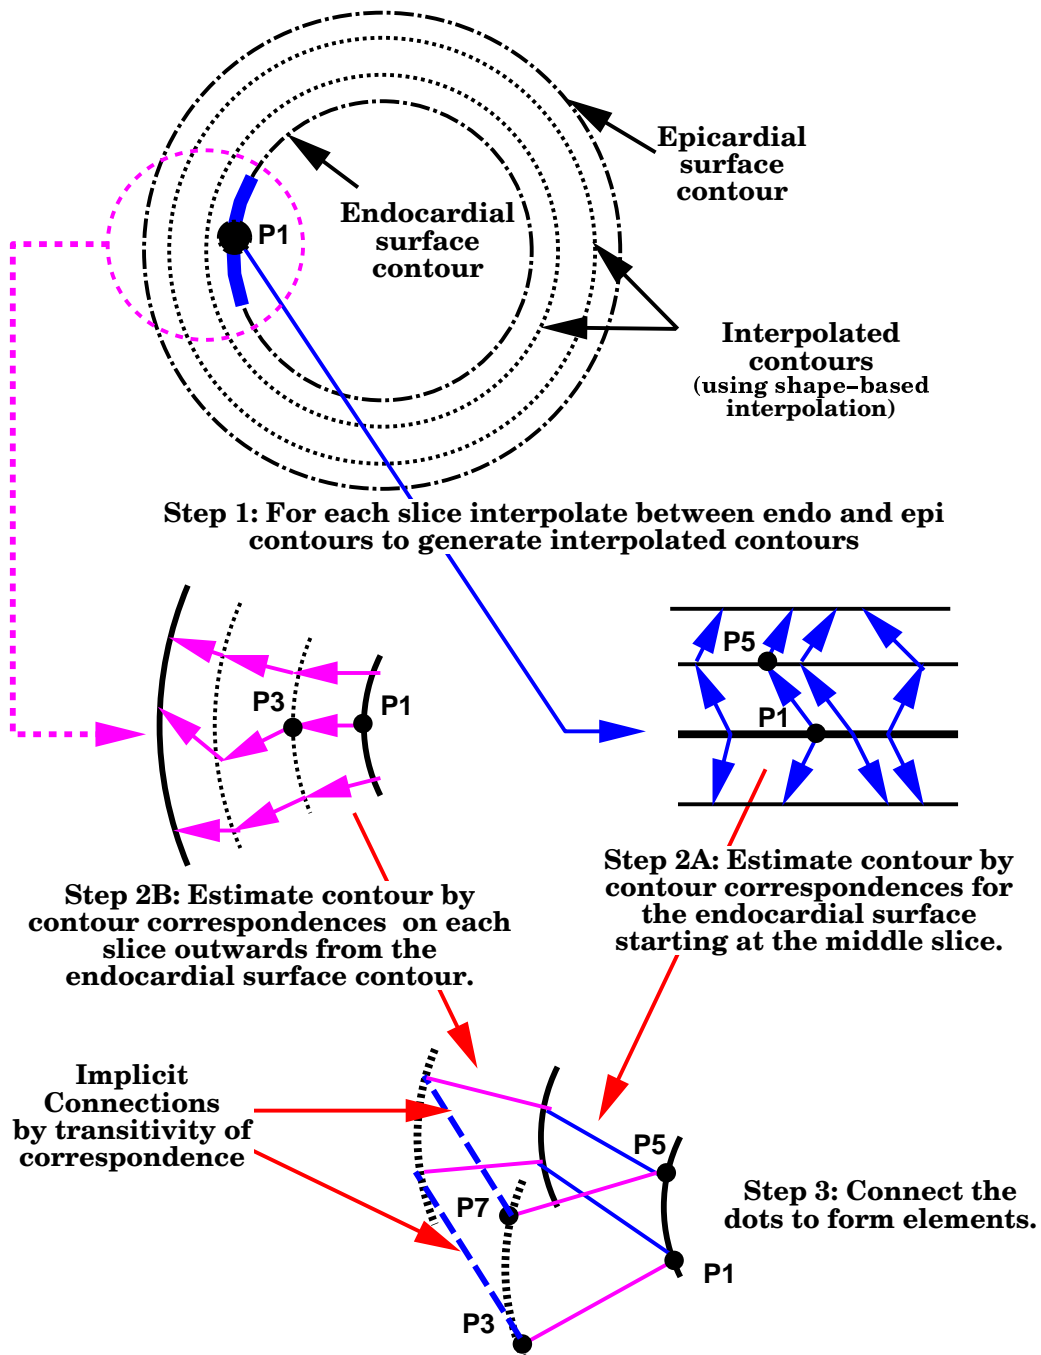 Epicardial
surface
contour
P1
Endocardial
surface
contour
Interpolated
contours
(using shape-based
interpolation)
Step 1: For each slice interpolate between endo and epi
contours to generate interpolated contours
P3
P1
P5
P1
Step 2A: Estimate contour by
contour correspondences for
the endocardial surface
starting at the middle slice.
Step 2B: Estimate contour by
contour correspondences on each
slice outwards from the
endocardial surface contour.
Implicit
Connections
by transitivity of
correspondence
P5
P7
P1
P3
Step 3: Connect the
dots to form elements.